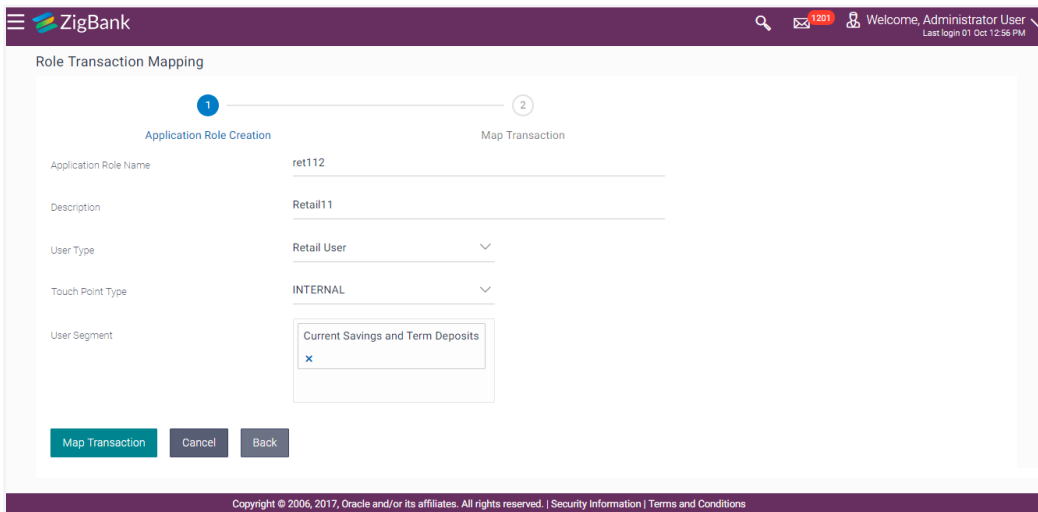 ZigBank
1201
Welcome, Administrator User
Last login 01 Oct 12:56 PM
Role Transaction Mapping
1
2
Application Role Creation
Map Transaction
Application Role Name
ret112
Description
Retail11
User Type
Retail User
Touch Point Type
INTERNAL
User Segment
Current Savings and Term Deposits
×
Map Transaction
Cancel
Back
Copyright © 2006, 2017, Oracle and/or its affiliates. All rights reserved. | Security Information | Terms and Conditions